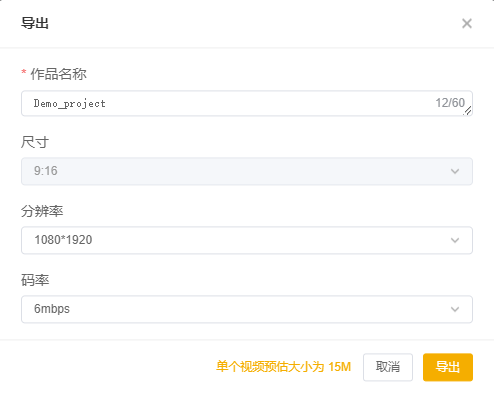 导出
* 作品名称
Demo_project
12/60
尺寸
9:16
分辨率
1080*1920
码率
6mbps
单个视频预估大小为 15M
取消
导出